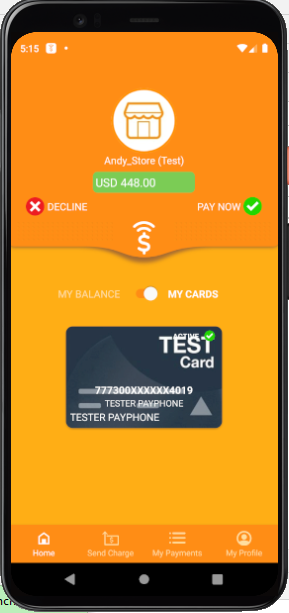 5:15
Andy_Store (Test)
USD 448.00
DECLINE
PAY NOW
MY BALANCE
MY CARDS
ACTIVE
TEST
Card
777300XXXXXX4019
TESTER PAYPHONE
TESTER PAYPHONE
Home
Send Charge
My Payments
My Profile